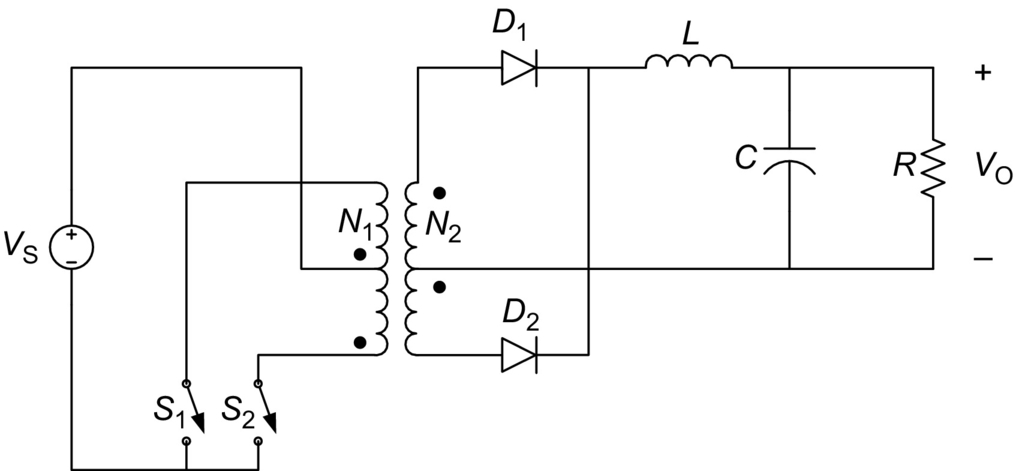 D1
L
+
C
R
VO
N1
N2
VS
+
−
−
D2
S1
S2